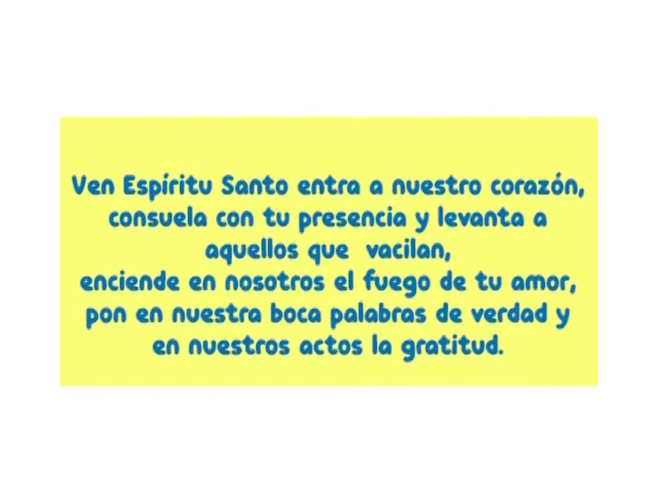 Ven Espíritu Santo entra a nuestro corazón,
consuela con tu presencia y levanta a
aquellos que vacilan,
enciende en nosotros el fuego de tu amor,
pon en nuestra boca palabras de verdad y
en nuestros actos la gratitud.